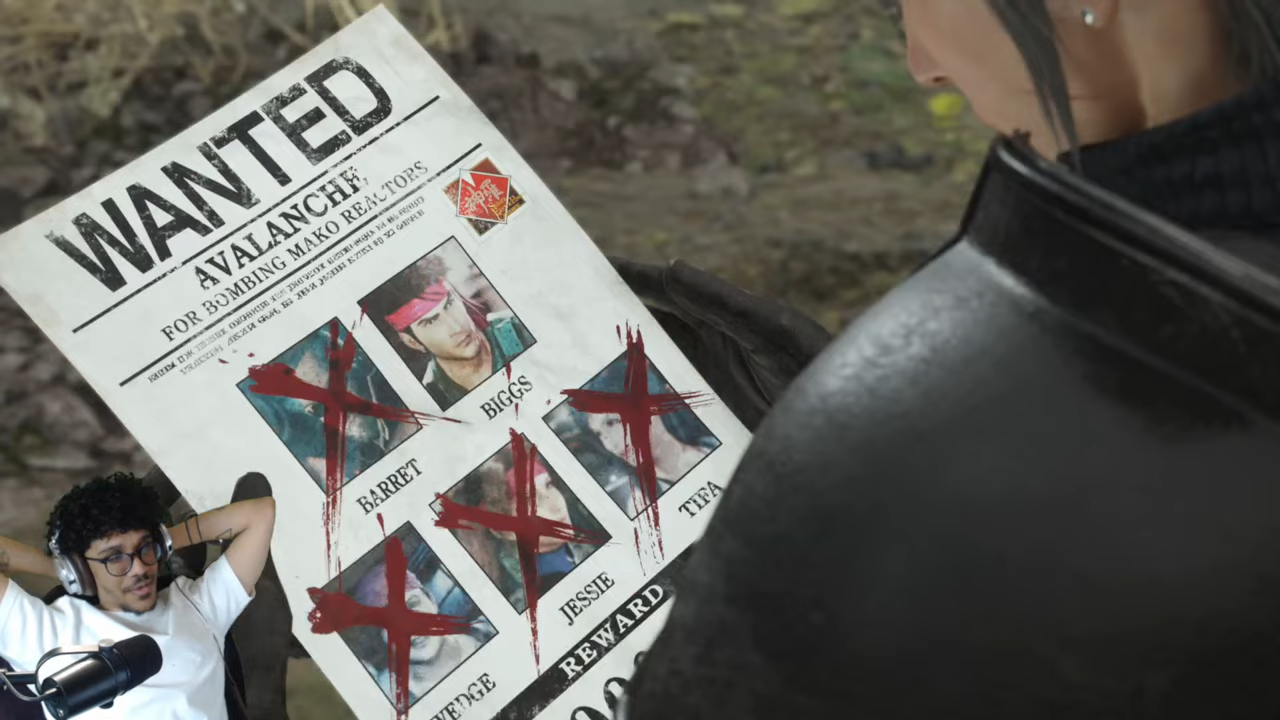 WANTED
AVALANCHE
FOR BOMBING MAKO REACTORS
BIGGS
BARRET
TIFA
JESSIE
WEDGE
REWARD